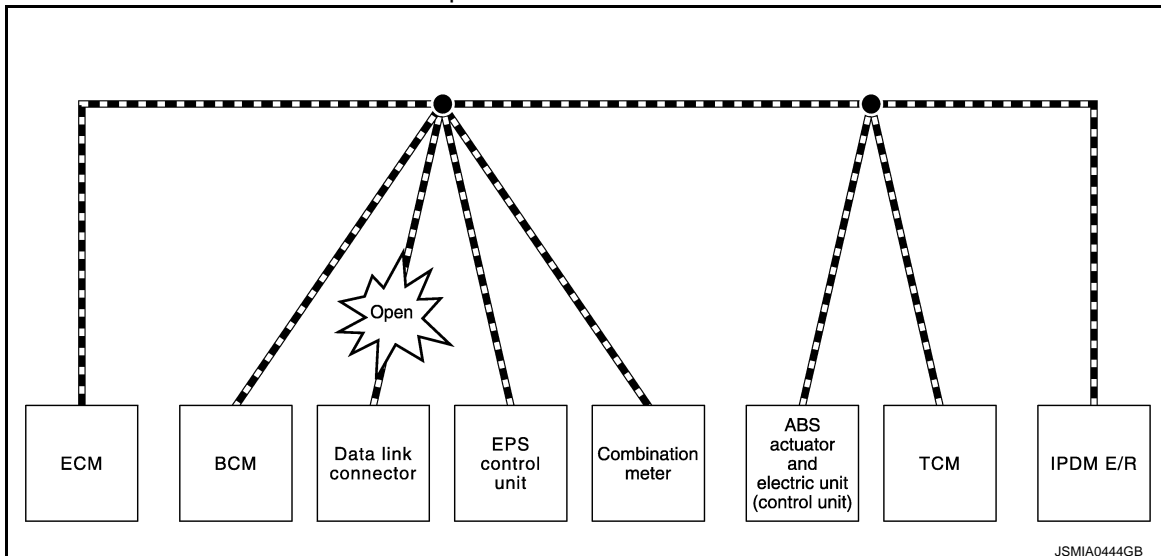 Open
ECM
BCM
Data link
connector
EPS
control
unit
Combination
meter
ABS
actuator
and
electric unit
(control unit)
TCM
IPDM E/R
JSMIA0444GB